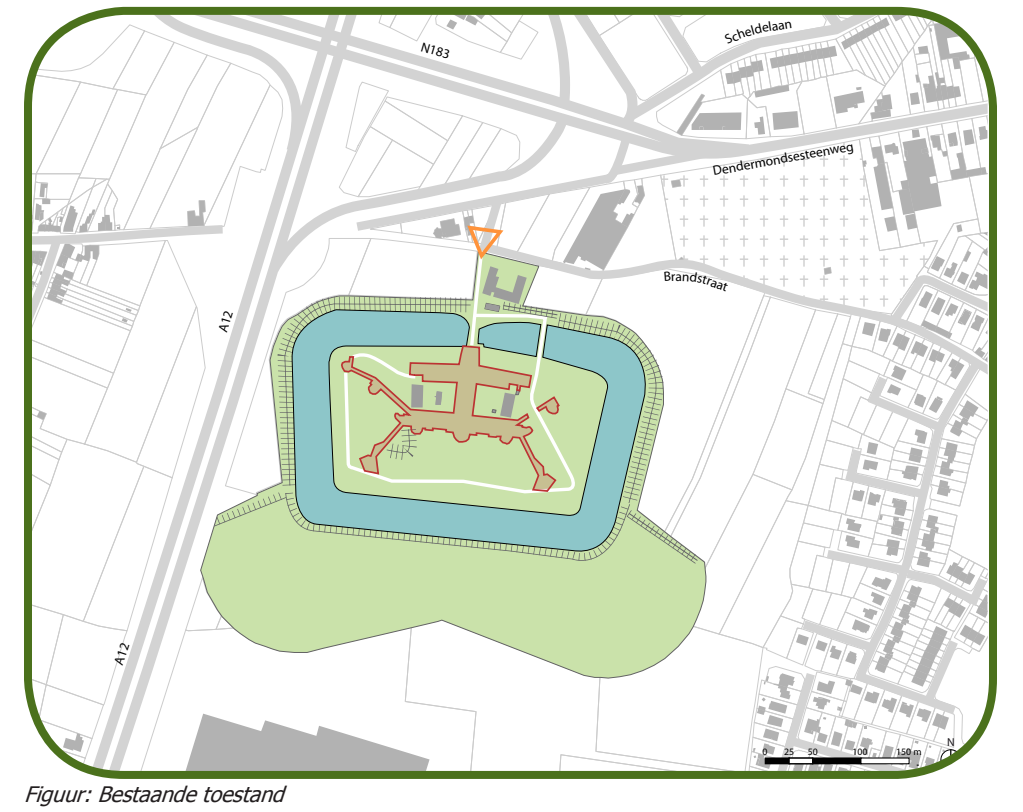 Scheldelaan
N183
Dendermondsesteenweg
Brandstraat
A12
A12
N
0 25 50 100 150 m
Figuur: Bestaande toestand